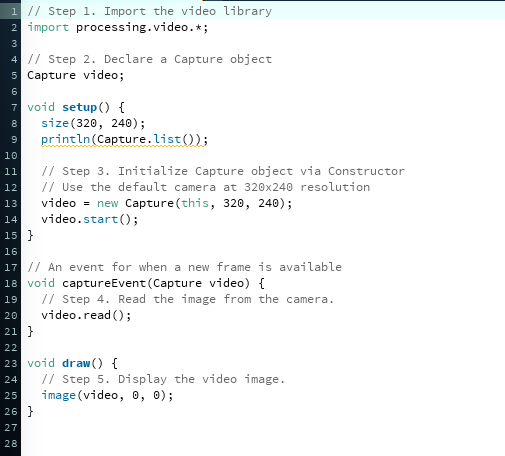 1 // Step 1. Import the video library
2 import processing.video.*;
3
4 // Step 2. Declare a Capture object
5 Capture video;
6
7 void setup() {
8   size(320, 240);
9   println(Capture.list());
10
11   // Step 3. Initialize Capture object via Constructor
12   // Use the default camera at 320x240 resolution
13   video = new Capture(this, 320, 240);
14   video.start();
15 }
16
17 // An event for when a new frame is available
18 void captureEvent(Capture video) {
19   // Step 4. Read the image from the camera.
20   video.read();
21 }
22
23 void draw() {
24   // Step 5. Display the video image.
25   image(video, 0, 0);
26 }
27
28